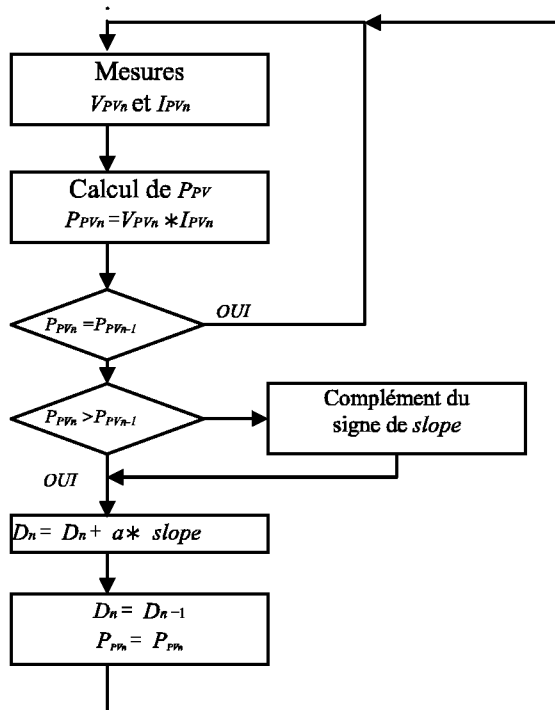 Mesures
VPVn et IPVn
Calcul de PPV
PPVn =VPVn *IPVn
PPVn =PPVn-1
OUI
PPVn >PPVn-1
Complément du
signe de slope
OUI
Dn= Dn+ a* slope
Dn= Dn-1
PPVn= PPVn